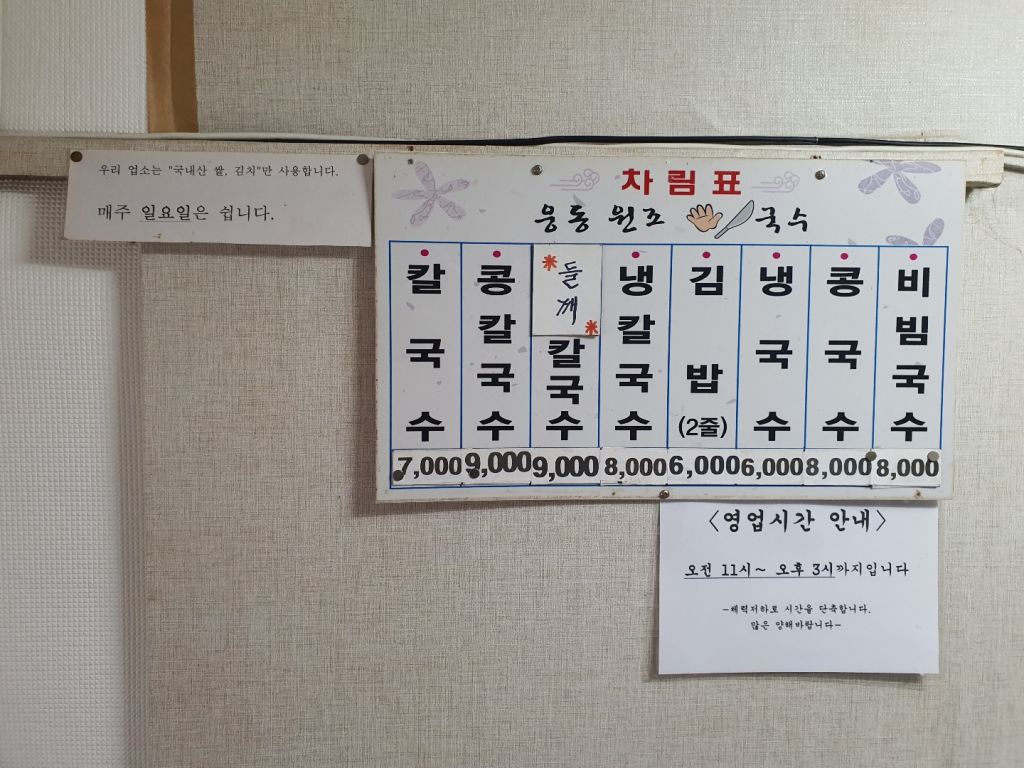 우리 업소는 "국내산 쌀, 김치"만 사용합니다.
매주 일요일은 쉽니다.
차림표
웅동 원조 국수
칼국수 7,000
콩칼국수 9,000
들깨칼국수 9,000
냉칼국수 8,000
김밥 (2줄) 6,000
냉국수 6,000
콩국수 8,000
비빔국수 8,000
<영업시간 안내>
오전 11시~ 오후 3시까지입니다
-체력저하로 시간을 단축합니다.
많은 양해바랍니다-